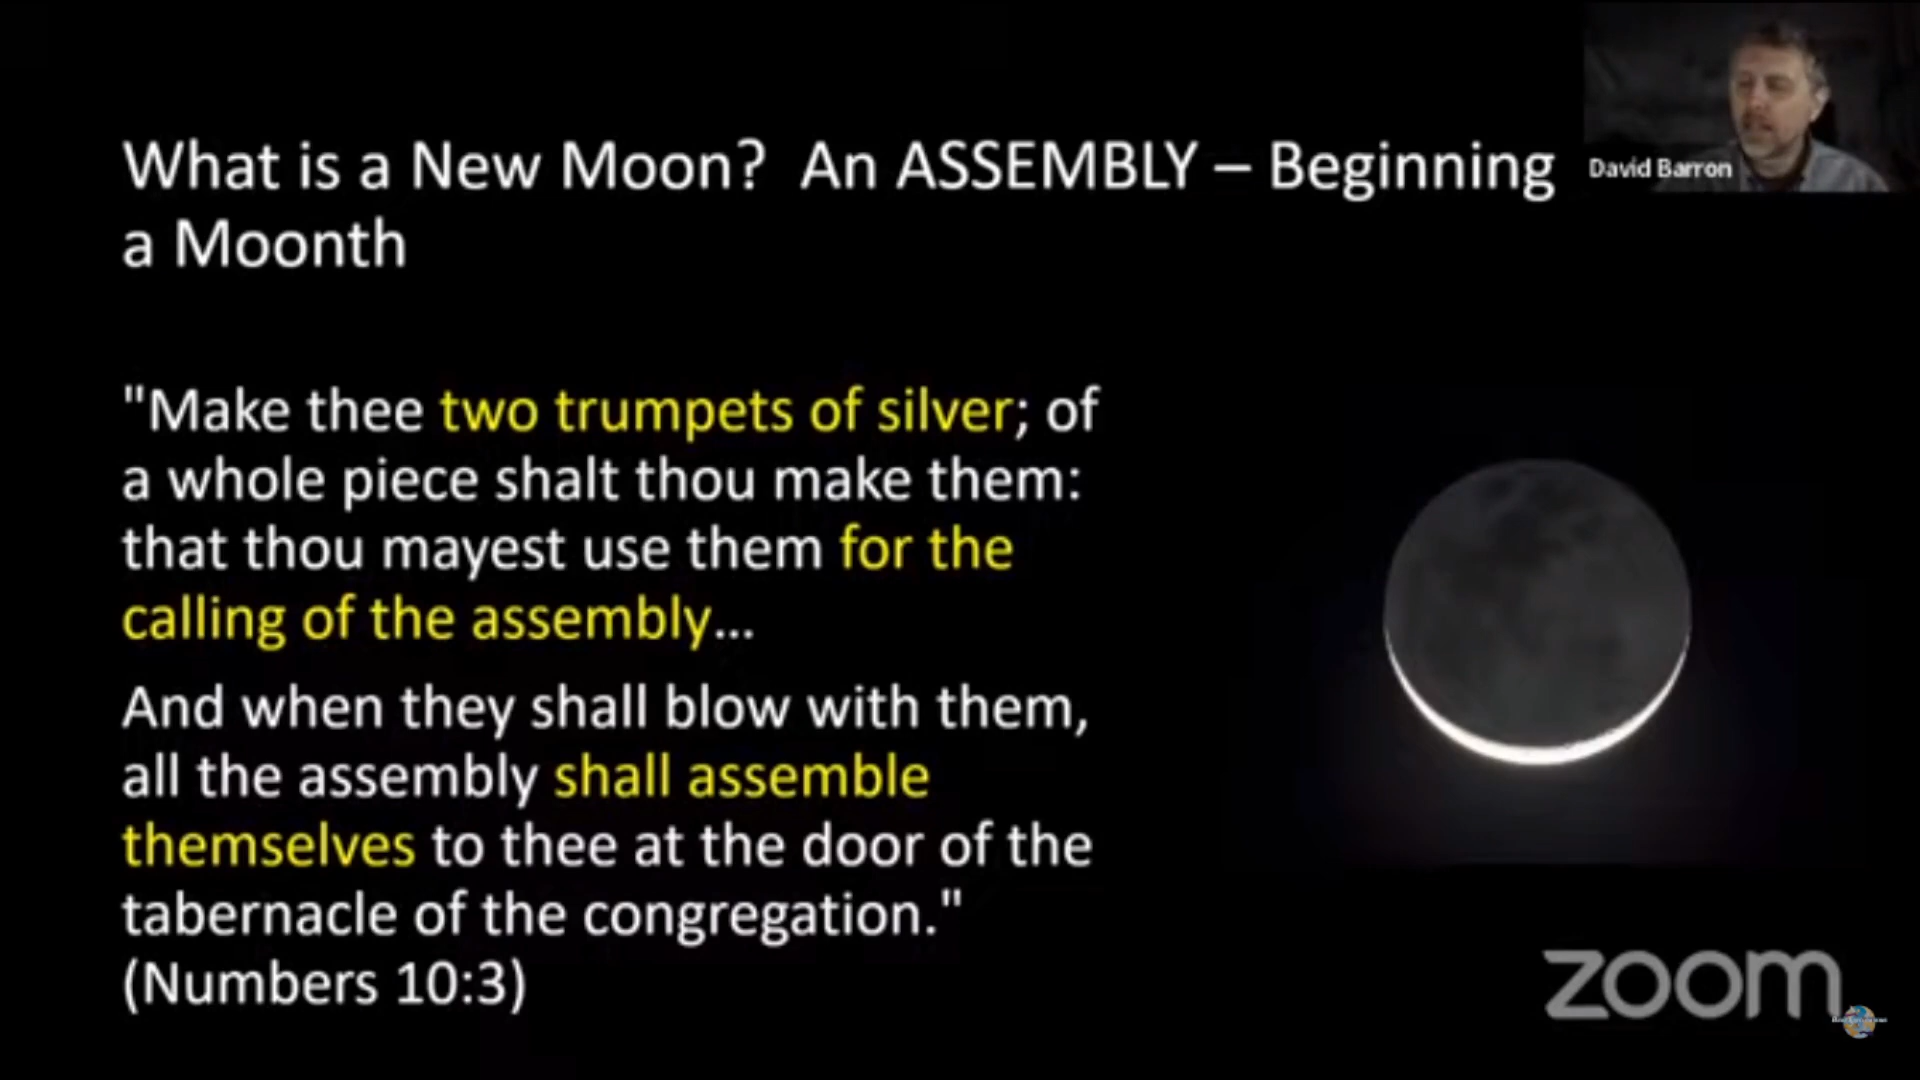 What is a New Moon?  An ASSEMBLY – Beginning
a Moonth
David Barron
"Make thee two trumpets of silver; of
a whole piece shalt thou make them:
that thou mayest use them for the
calling of the assembly...
And when they shall blow with them,
all the assembly shall assemble
themselves to thee at the door of the
tabernacle of the congregation."
(Numbers 10:3)
zoom